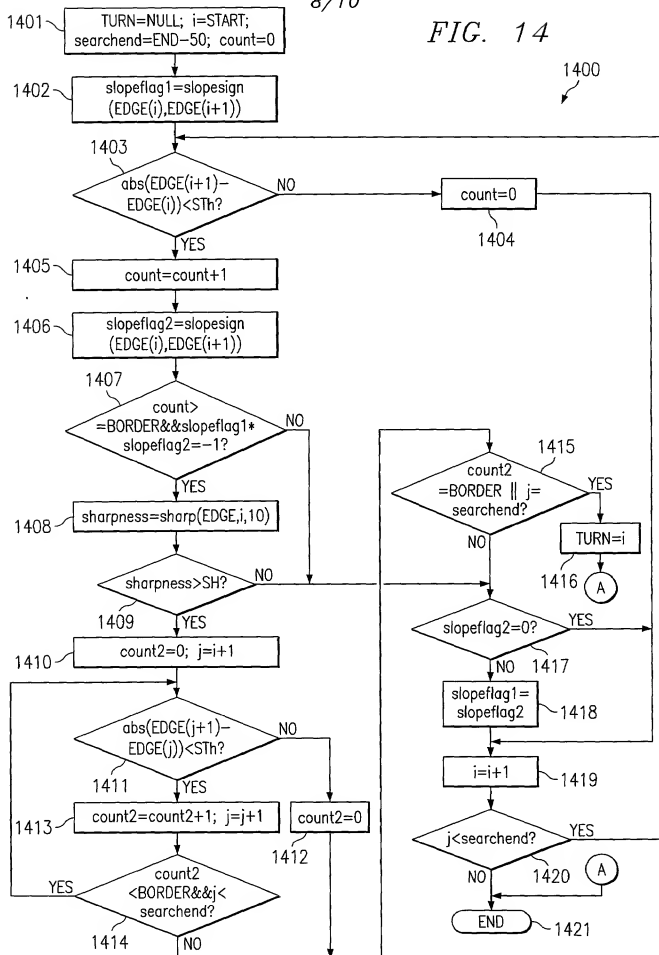 8/10
FIG. 14
1400
1401
TURN=NULL; i=START;
searchend=END-50; count=0
1402
slopeflag1=slopesign
(EDGE(i),EDGE(i+1))
1403
abs(EDGE(i+1)-
EDGE(i))<STh?
NO
YES
count=0
1404
1405
count=count+1
1406
slopeflag2=slopesign
(EDGE(i),EDGE(i+1))
1407
count>
=BORDER&&slopeflag1*
slopeflag2=-1?
NO
YES
1408
sharpness=sharp(EDGE,i,10)
sharpness>SH?
NO
1409
YES
1410
count2=0; j=i+1
abs(EDGE(j+1)-
EDGE(j))<STh?
NO
1411
YES
1413
count2=count2+1; j=j+1
count2=0
1412
count2
<BORDER&&j<
searchend?
YES
1414
NO
1415
count2
=BORDER || j=
searchend?
YES
NO
TURN=i
1416
A
slopeflag2=0?
YES
1417
NO
slopeflag1=
slopeflag2
1418
i=i+1
1419
j<searchend?
YES
1420
NO
A
END
1421